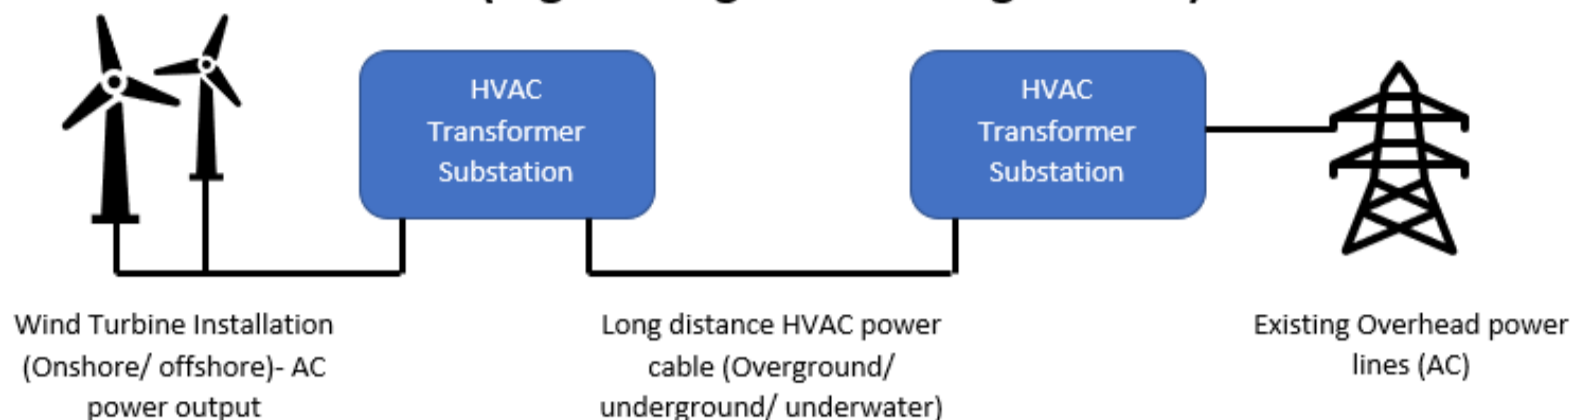 HVAC
Transformer
Substation
HVAC
Transformer
Substation
Wind Turbine Installation
(Onshore/ offshore)- AC
power output
Long distance HVAC power
cable (Overground/
underground/ underwater)
Existing Overhead power
lines (AC)